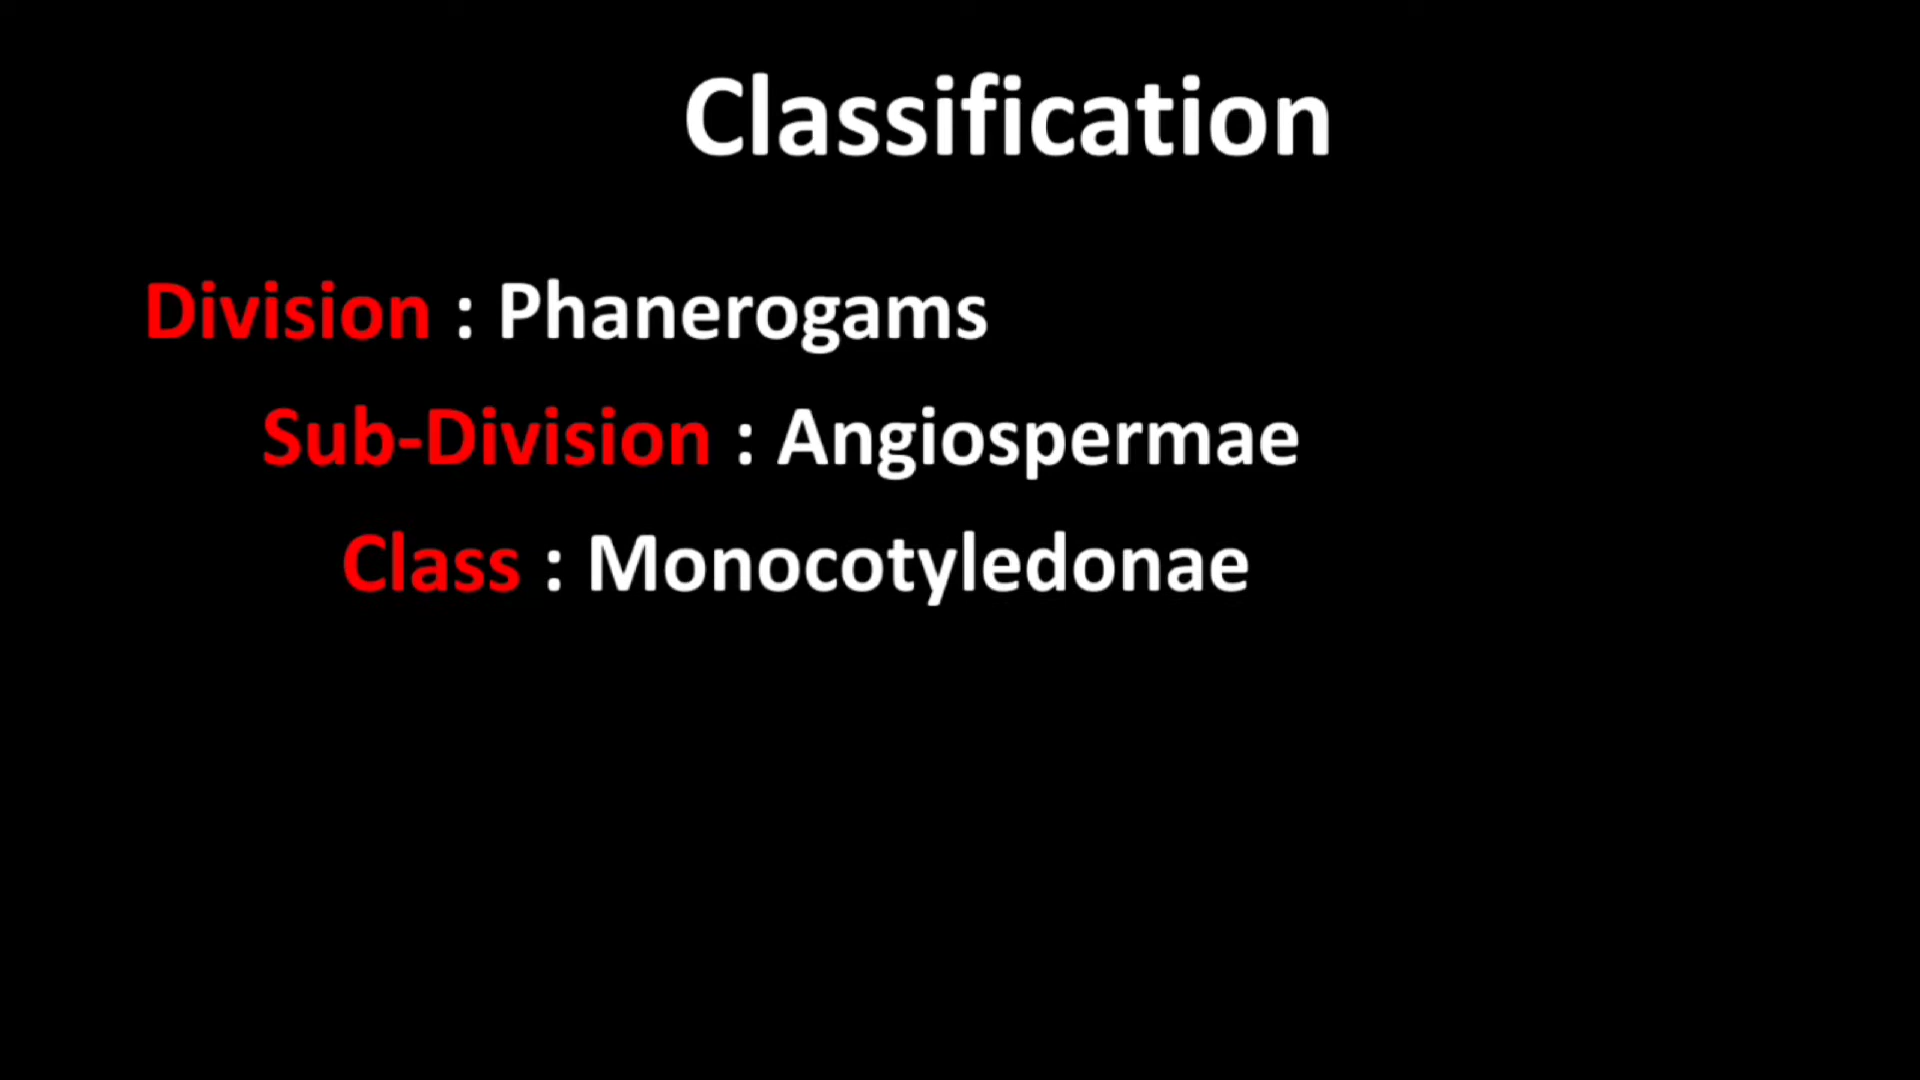 Classification
Division : Phanerogams
Sub-Division : Angiospermae
Class : Monocotyledonae